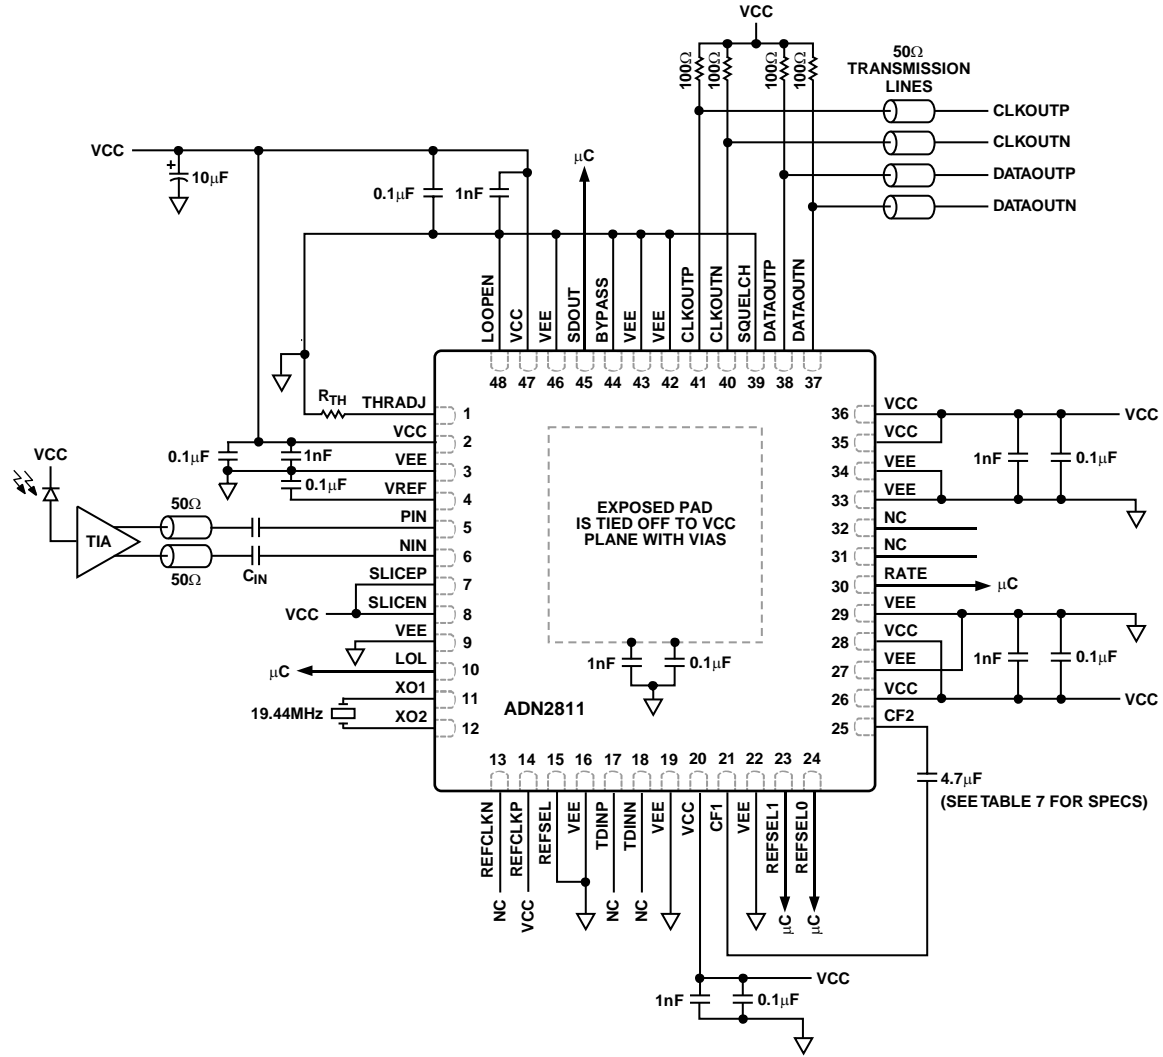 VCC
100Ω
100Ω
100Ω
100Ω
50Ω
TRANSMISSION
LINES
CLKOUTP
CLKOUTN
DATAOUTP
DATAOUTN
VCC
+
10μF
0.1μF
1nF
μC
LOOPEN
VCC
VEE
SDOUT
BYPASS
VEE
VEE
CLKOUTP
CLKOUTN
SQUELCH
DATAOUTP
DATAOUTN
48
47
46
45
44
43
42
41
40
39
38
37
RTH
THRADJ
1
VCC
2
0.1μF
1nF
VEE
3
0.1μF
VREF
4
VCC
TIA
50Ω
50Ω
CIN
PIN
5
NIN
6
SLICEP
7
VCC
SLICEN
8
VEE
9
μC
LOL
10
XO1
11
19.44MHz
XO2
12
EXPOSED PAD
IS TIED OFF TO VCC
PLANE WITH VIAS
1nF
0.1μF
ADN2811
36
VCC
VCC
35
VCC
1nF
0.1μF
34
VEE
33
VEE
32
NC
31
NC
30
RATE
μC
29
VEE
28
VCC
1nF
0.1μF
27
VEE
26
VCC
VCC
25
CF2
4.7μF
(SEE TABLE 7 FOR SPECS)
13
14
15
16
17
18
19
20
21
22
23
24
REFCLKN
REFCLKP
REFSEL
VEE
TDINP
TDINN
VEE
VCC
CF1
VEE
REFSEL1
REFSEL0
NC
VCC
NC
NC
μC
μC
VCC
1nF
0.1μF